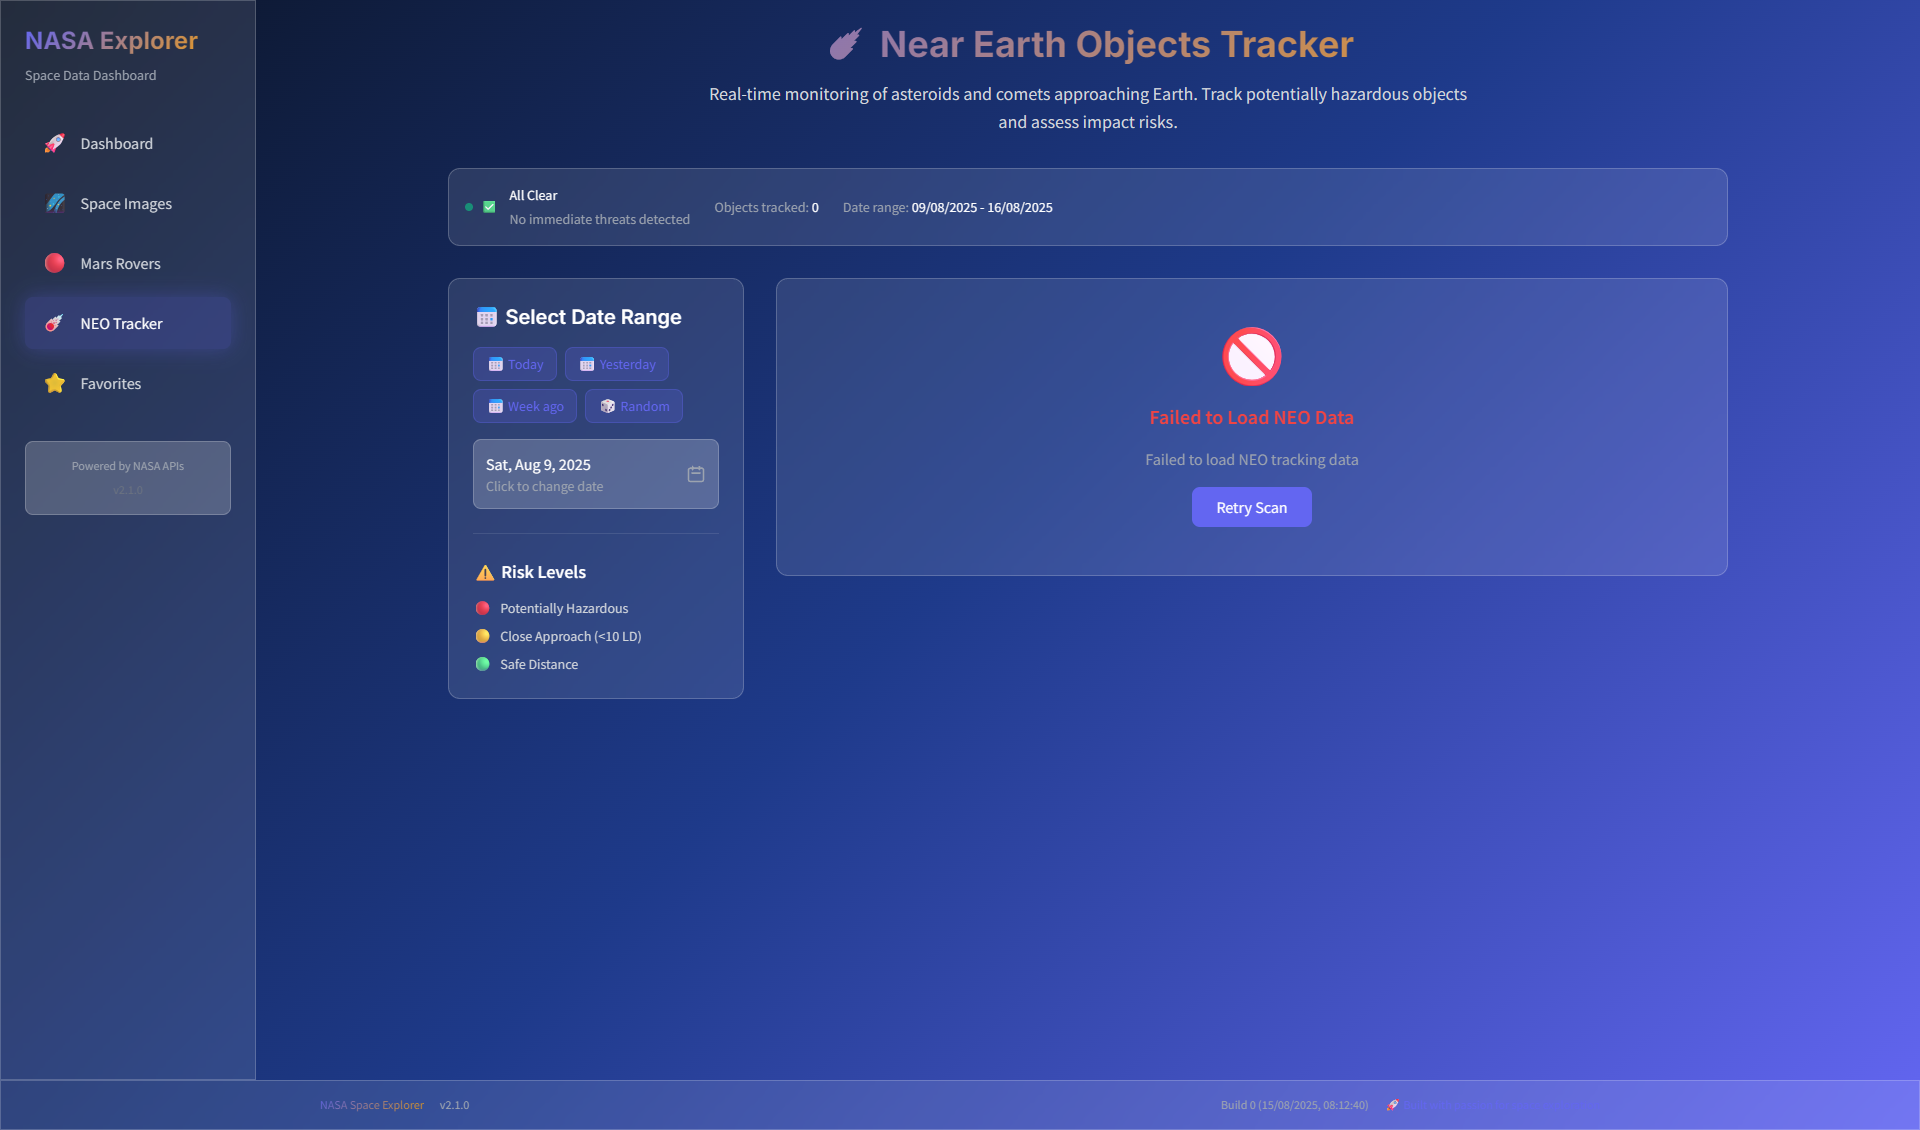 NASA Explorer
Space Data Dashboard
Dashboard
Space Images
Mars Rovers
NEO Tracker
Favorites
Powered by NASA APIs
v2.1.0
Near Earth Objects Tracker
Real-time monitoring of asteroids and comets approaching Earth. Track potentially hazardous objects
and assess impact risks.
All Clear
No immediate threats detected
Objects tracked: 0
Date range: 09/08/2025 - 16/08/2025
Select Date Range
Today
Yesterday
Week ago
Random
Sat, Aug 9, 2025
Click to change date
Risk Levels
Potentially Hazardous
Close Approach (<10 LD)
Safe Distance
Failed to Load NEO Data
Failed to load NEO tracking data
Retry Scan
NASA Space Explorer
v2.1.0
Build 0 (15/08/2025, 08:12:40)